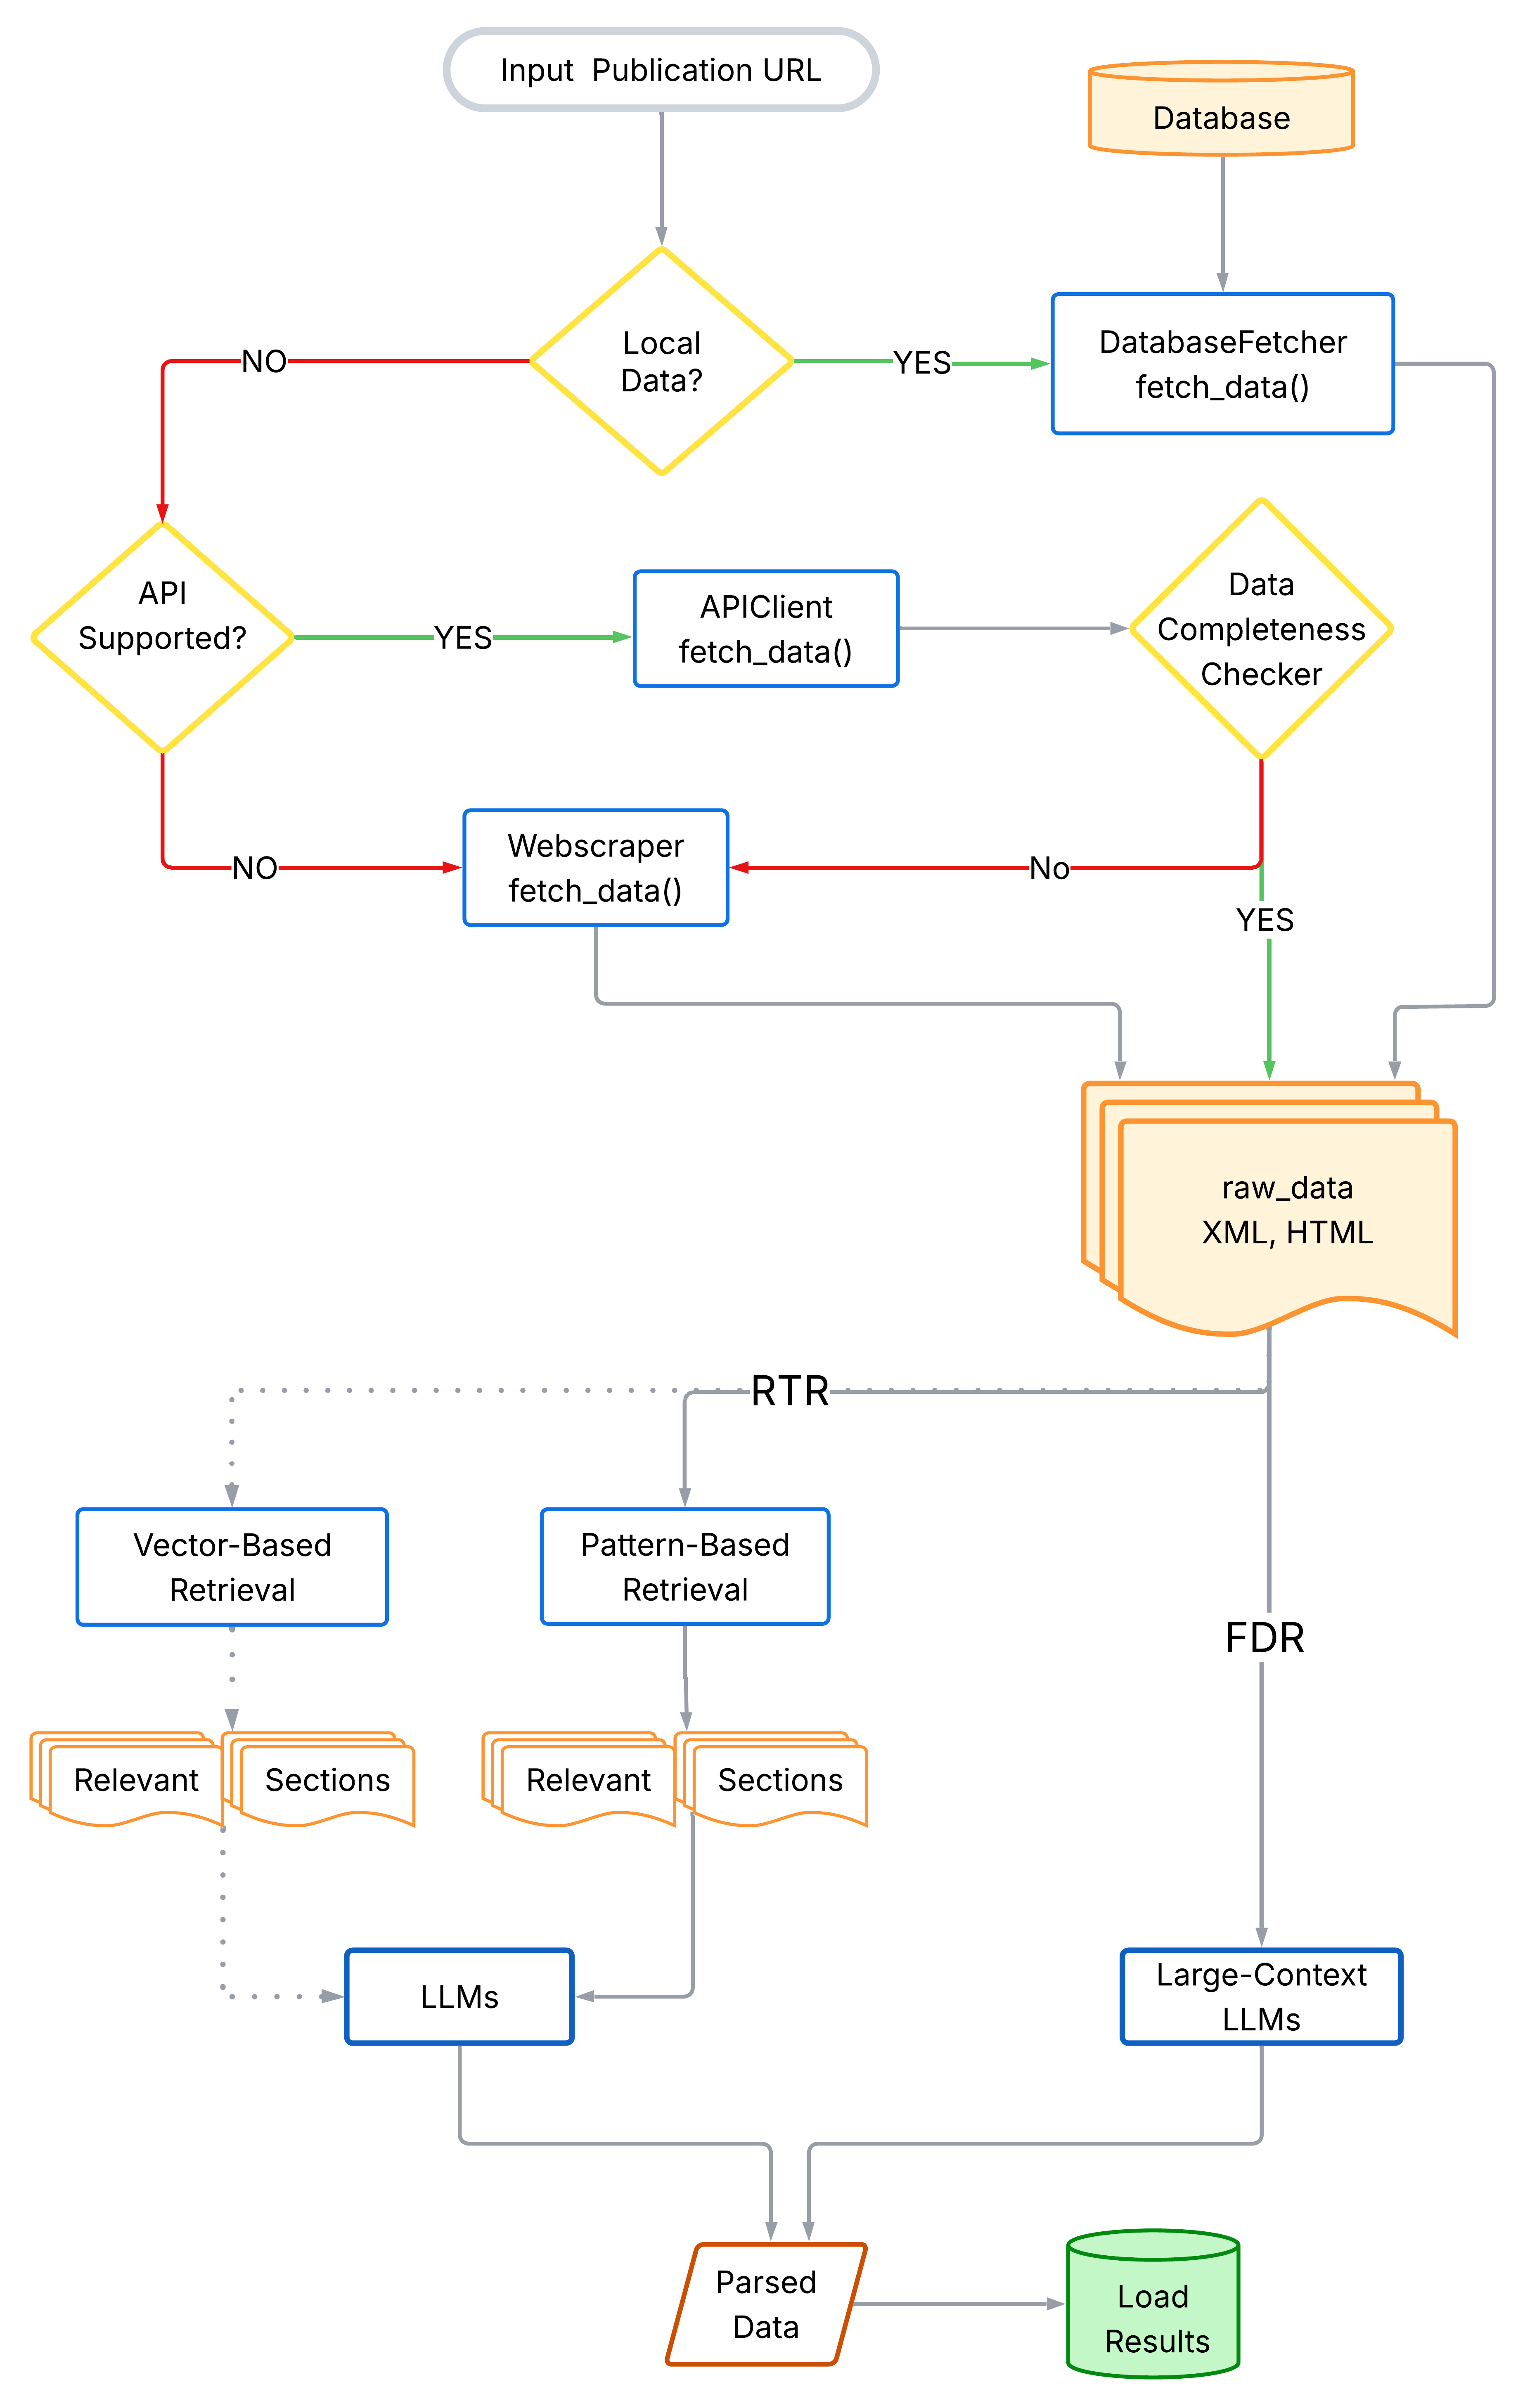 Input  Publication URL
Database
Local
Data?
NO
YES
DatabaseFetcher
fetch_data()
API
Supported?
YES
APIClient
fetch_data()
Data
Completeness
Checker
NO
Webscraper
fetch_data()
No
YES
raw_data
XML, HTML
RTR
Vector-Based
Retrieval
Pattern-Based
Retrieval
FDR
Relevant
Sections
Relevant
Sections
LLMs
Large-Context
LLMs
Parsed
Data
Load
Results